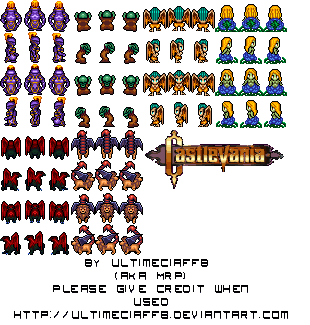 Castlevania
BY ULTIMECIAFF8
(AKA MRP)
PLEASE GIVE CREDIT WHEN
USED
HTTP://ULTIMECIAFF8.DEVIANTART.COM